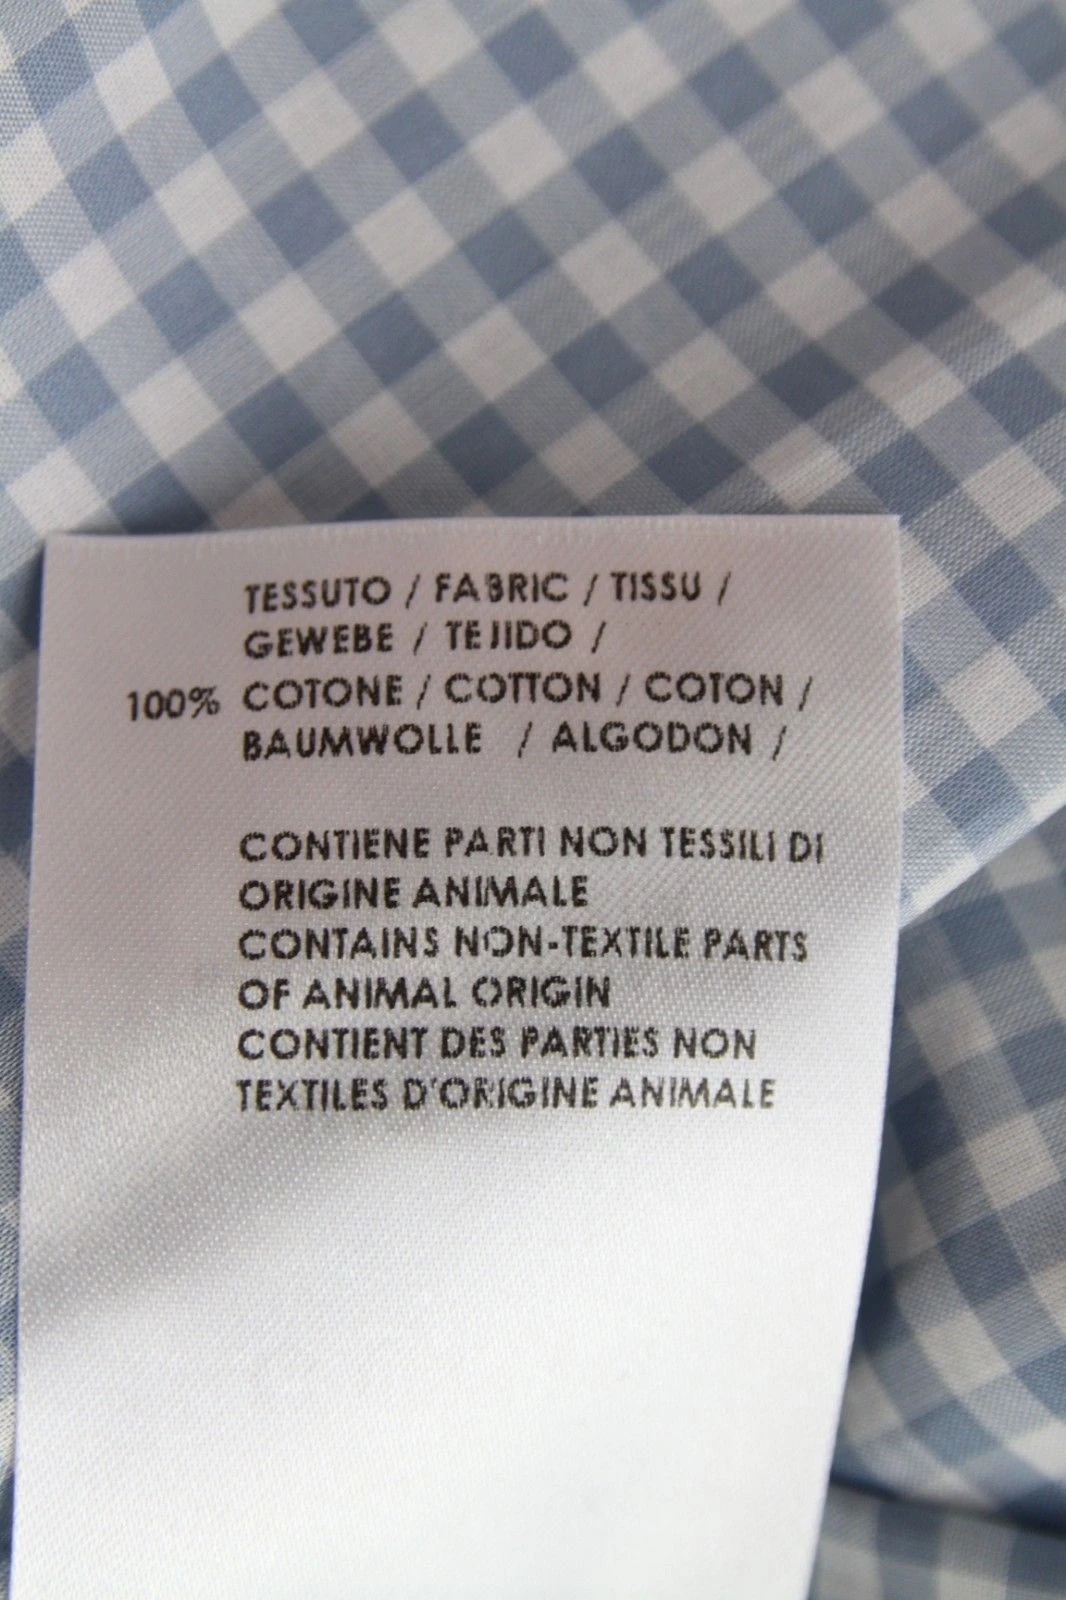 TESSUTO / FABRIC / TISSU /
GEWEBE / TEJIDO /
100% COTONE / COTTON / COTON /
BAUMWOLLE / ALGODON /
CONTIENE PARTI NON TESSILI DI
ORIGINE ANIMALE
CONTAINS NON-TEXTILE PARTS
OF ANIMAL ORIGIN
CONTIENT DES PARTIES NON
TEXTILES D'ORIGINE ANIMALE